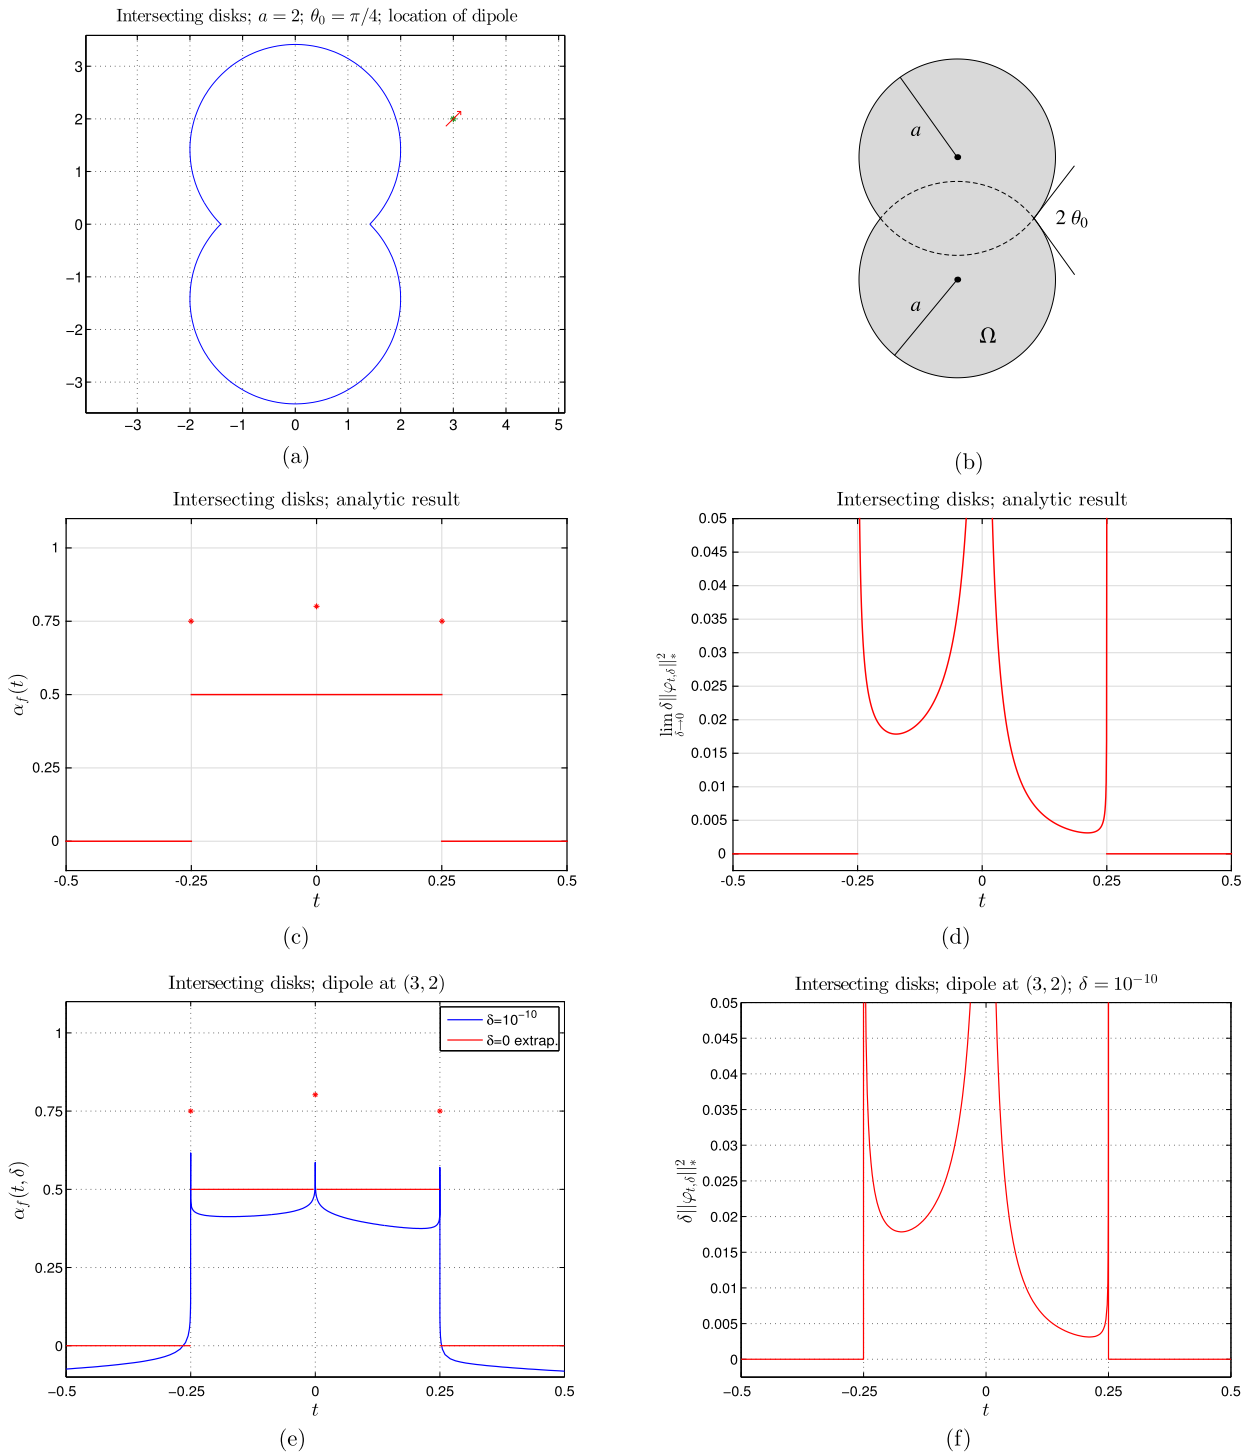 Intersecting disks; a = 2; θ₀ = π/4; location of dipole
3
2
1
0
−1
−2
−3
−3 −2 −1 0 1 2 3 4 5
(a)
a
2 θ₀
a
Ω
(b)
Intersecting disks; analytic result
1
0.75
0.5
0.25
0
α_f(t)
-0.5 -0.25 0 0.25 0.5
t
(c)
Intersecting disks; analytic result
0.05
0.045
0.04
0.035
0.03
0.025
0.02
0.015
0.01
0.005
0
lim_{δ→0} δ||φ_{t,δ}||²_*
-0.5 -0.25 0 0.25 0.5
t
(d)
Intersecting disks; dipole at (3, 2)
δ=10⁻¹⁰
δ=0 extrap.
1
0.75
0.5
0.25
0
α_f(t, δ)
−0.5 −0.25 0 0.25 0.5
t
(e)
Intersecting disks; dipole at (3, 2); δ = 10⁻¹⁰
0.05
0.045
0.04
0.035
0.03
0.025
0.02
0.015
0.01
0.005
0
δ||φ_{t,δ}||²_*
−0.5 −0.25 0 0.25 0.5
t
(f)